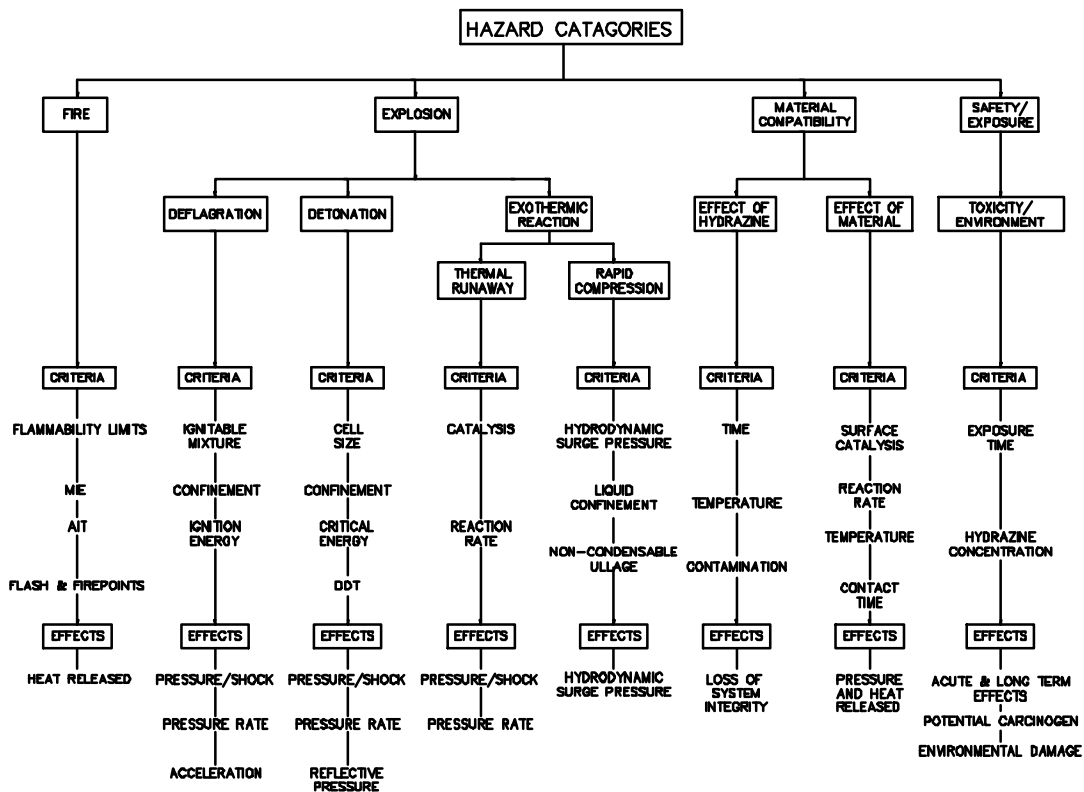 HAZARD CATAGORIES
FIRE
EXPLOSION
MATERIAL
COMPATIBILITY
SAFETY/
EXPOSURE
DEFLAGRATION
DETONATION
EXOTHERMIC
REACTION
EFFECT OF
HYDRAZINE
EFFECT OF
MATERIAL
TOXICITY/
ENVIRONMENT
THERMAL
RUNAWAY
RAPID
COMPRESSION
CRITERIA
CRITERIA
CRITERIA
CRITERIA
CRITERIA
CRITERIA
CRITERIA
CRITERIA
FLAMMABILITY LIMITS
MIE
AIT
FLASH & FIREPOINTS
IGNITABLE
MIXTURE
CONFINEMENT
IGNITION
ENERGY
CELL
SIZE
CONFINEMENT
CRITICAL
ENERGY
DDT
CATALYSIS
REACTION
RATE
HYDRODYNAMIC
SURGE PRESSURE
LIQUID
CONFINEMENT
NON-CONDENSABLE
ULLAGE
TIME
TEMPERATURE
CONTAMINATION
SURFACE
CATALYSIS
REACTION
RATE
TEMPERATURE
CONTACT
TIME
EXPOSURE
TIME
HYDRAZINE
CONCENTRATION
EFFECTS
EFFECTS
EFFECTS
EFFECTS
EFFECTS
EFFECTS
EFFECTS
EFFECTS
HEAT RELEASED
PRESSURE/SHOCK
PRESSURE RATE
ACCELERATION
PRESSURE/SHOCK
PRESSURE RATE
REFLECTIVE
PRESSURE
PRESSURE/SHOCK
PRESSURE RATE
HYDRODYNAMIC
SURGE PRESSURE
LOSS OF
SYSTEM
INTEGRITY
PRESSURE
AND HEAT
RELEASED
ACUTE & LONG TERM
EFFECTS
POTENTIAL CARCINOGEN
ENVIRONMENTAL DAMAGE